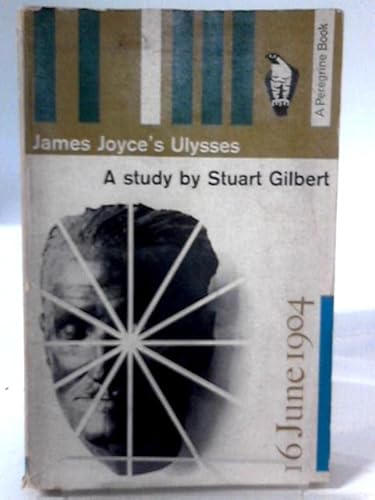 A Peregrine Book
James Joyce's Ulysses
A study by Stuart Gilbert
16 June 1904